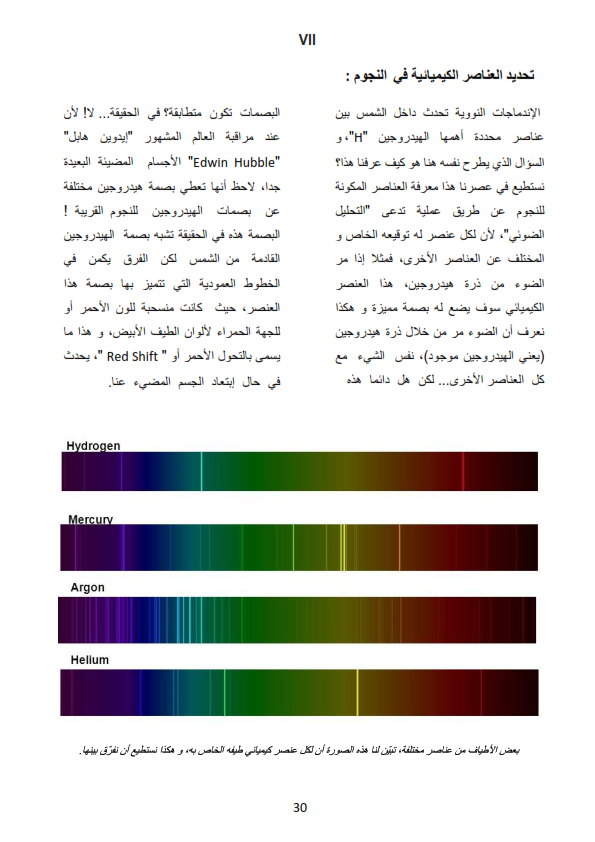 VII
تحديد العناصر الكيميائية في النجوم :
الإندماجات النووية تحدث داخل الشمس بين
عناصر محددة أهمها الهيدروجين "H"، و
السؤال الذي يطرح نفسه هنا هو كيف عرفنا هذا؟
نستطيع في عصرنا هذا معرفة العناصر المكونة
للنجوم عن طريق عملية تدعى "التحليل
الضوئي"، لأن لكل عنصر له توقيعه الخاص و
المختلف عن العناصر الأخرى، فمثلا إذا مر
الضوء من ذرة هيدروجين، هذا العنصر
الكيميائي سوف يضع له بصمة مميزة و هكذا
نعرف أن الضوء مر من خلال ذرة هيدروجين
(يعني الهيدروجين موجود)، نفس الشيء مع
كل العناصر الأخرى... لكن هل دائما هذه
البصمات تكون متطابقة؟ في الحقيقة... لا! لأن
عند مراقبة العالم المشهور "إيدوين هابل"
"Edwin Hubble" الأجسام المضيئة البعيدة
جدا، لاحظ أنها تعطي بصمة هيدروجين مختلفة
عن بصمات الهيدروجين للنجوم القريبة !
البصمة هذه في الحقيقة تشبه بصمة الهيدروجين
القادمة من الشمس لكن الفرق يكمن في
الخطوط العمودية التي تتميز بها بصمة هذا
العنصر، حيث كانت منسحبة للون الأحمر أو
للجهة الحمراء لألوان الطيف الأبيض، و هذا ما
يسمى بالتحول الأحمر أو " Red Shift "، يحدث
في حال إبتعاد الجسم المضيء عنا.
Hydrogen
Mercury
Argon
Helium
بعض الأطياف من عناصر مختلفة، تبيّن لنا هذه الصورة أن لكل عنصر كيميائي طيفه الخاص به، و هكذا نستطيع أن نفرّق بينها.
30